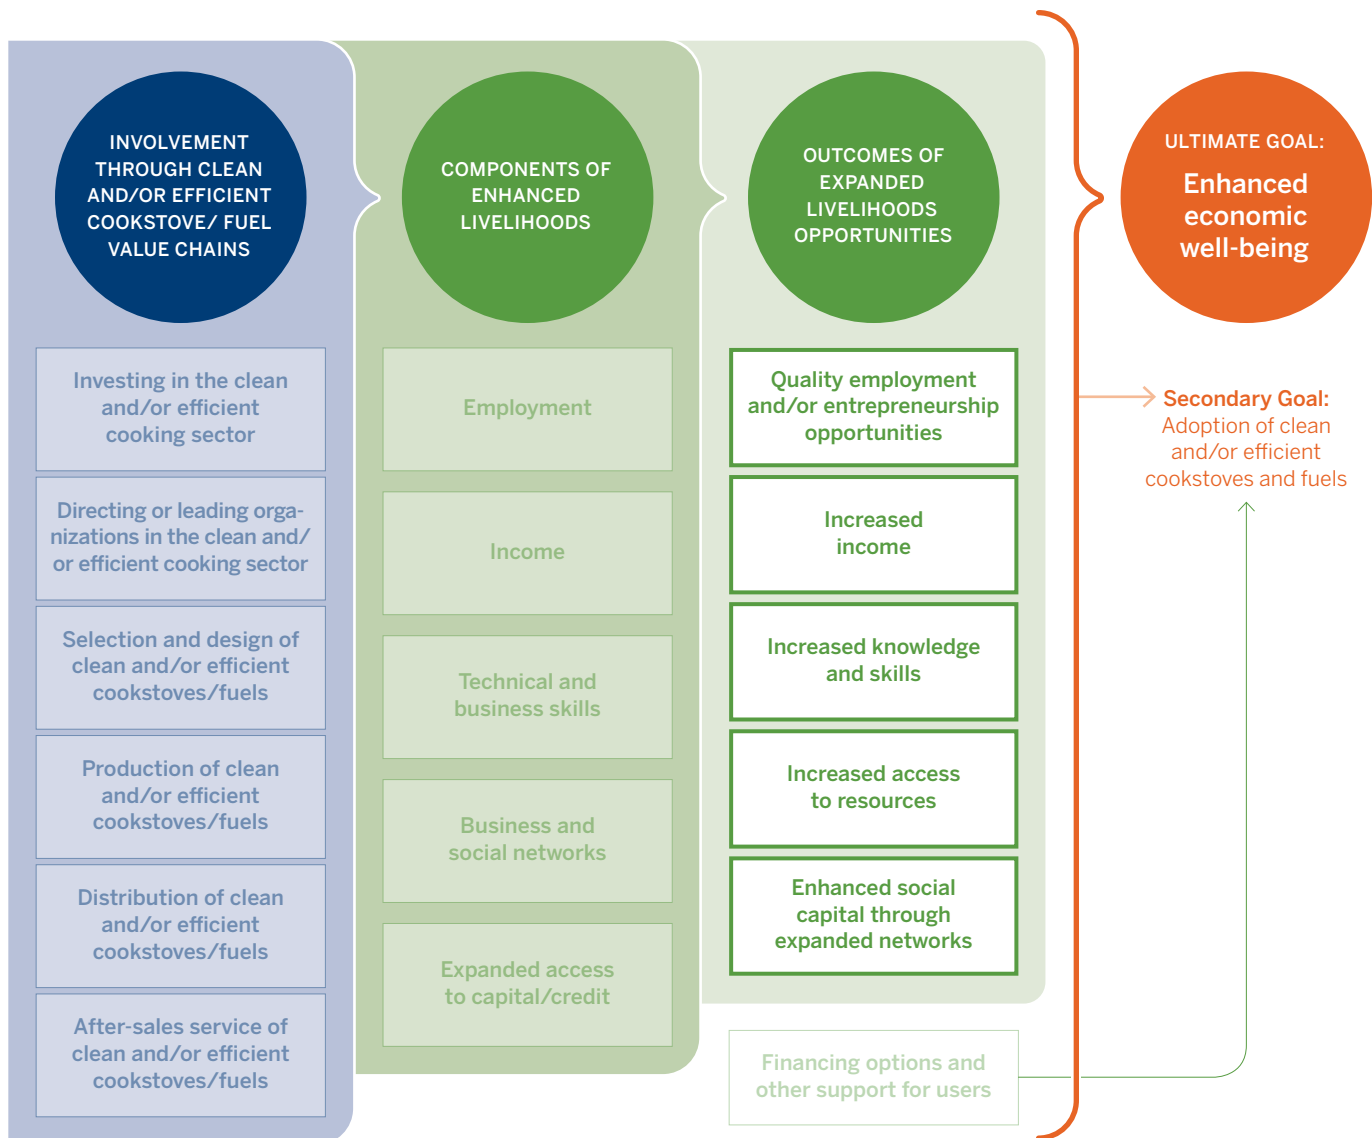 INVOLVEMENT
THROUGH CLEAN
AND/OR EFFICIENT
COOKSTOVE/ FUEL
VALUE CHAINS
Investing in the clean
and/or efficient
cooking sector
Directing or leading orga-
nizations in the clean and/
or efficient cooking sector
Selection and design of
clean and/or efficient
cookstoves/fuels
Production of clean
and/or efficient
cookstoves/fuels
Distribution of clean
and/or efficient
cookstoves/fuels
After-sales service of
clean and/or efficient
cookstoves/fuels
COMPONENTS OF
ENHANCED
LIVELIHOODS
Employment
Income
Technical and
business skills
Business and
social networks
Expanded access
to capital/credit
OUTCOMES OF
EXPANDED
LIVELIHOODS
OPPORTUNITIES
Quality employment
and/or entrepreneurship
opportunities
Increased
income
Increased knowledge
and skills
Increased access
to resources
Enhanced social
capital through
expanded networks
Financing options and
other support for users
ULTIMATE GOAL:
Enhanced
economic
well-being
Secondary Goal:
Adoption of clean
and/or efficient
cookstoves and fuels